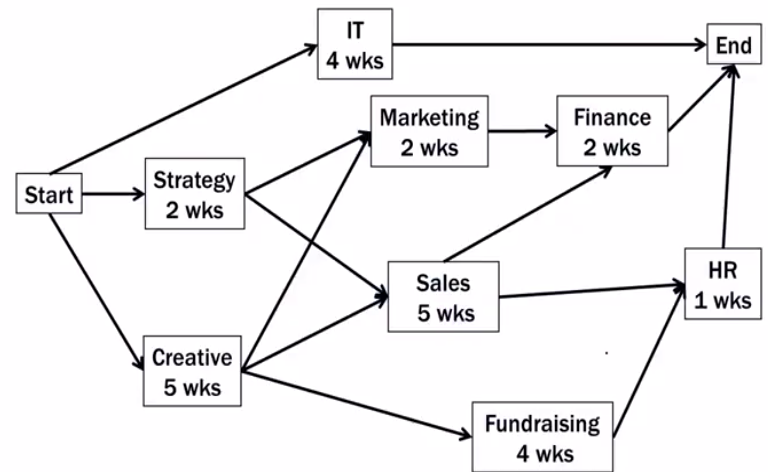 IT
4 wks
End
Marketing
2 wks
Finance
2 wks
Start
Strategy
2 wks
Sales
5 wks
HR
1 wks
Creative
5 wks
Fundraising
4 wks